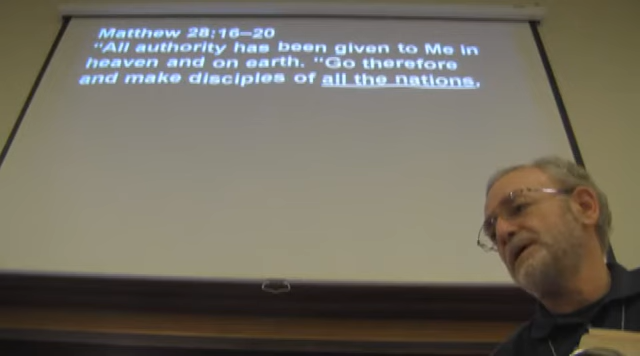 Matthew 28:16–20
"All authority has been given to Me in
heaven and on earth. "Go therefore
and make disciples of all the nations,